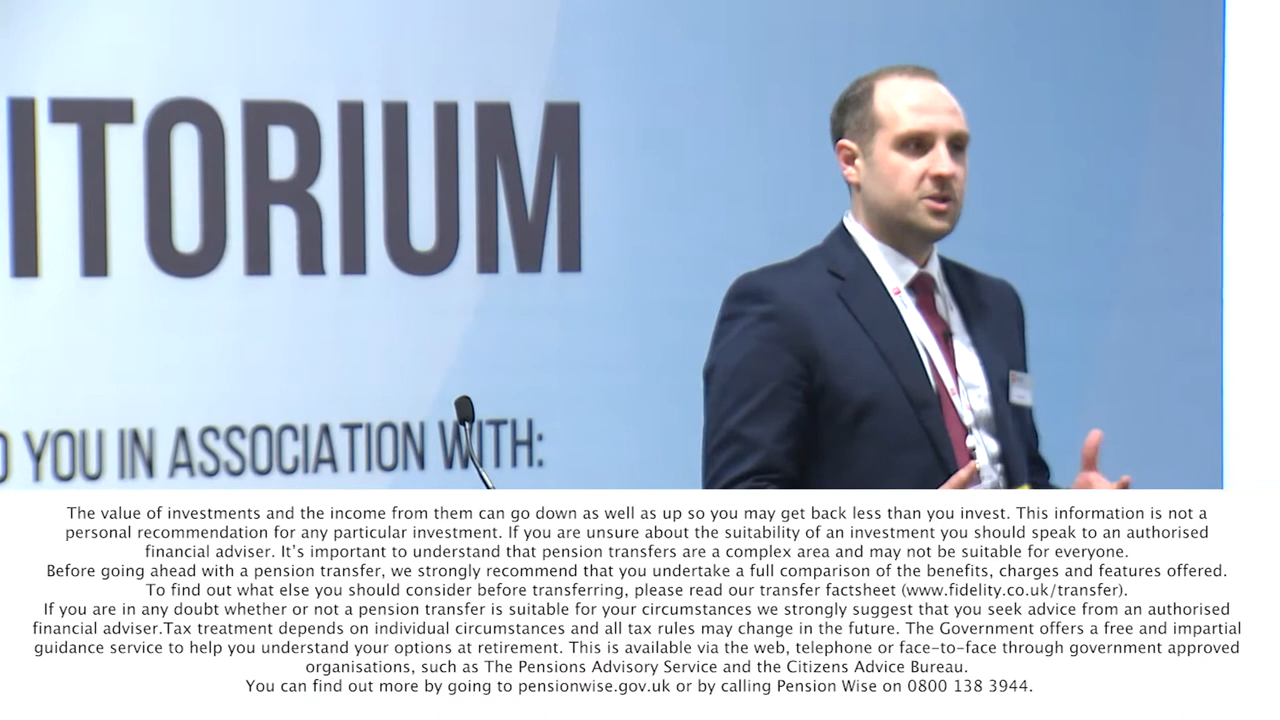 ITORIUM
YOU IN ASSOCIATION WITH:
The value of investments and the income from them can go down as well as up so you may get back less than you invest. This information is not a
personal recommendation for any particular investment. If you are unsure about the suitability of an investment you should speak to an authorised
financial adviser. It’s important to understand that pension transfers are a complex area and may not be suitable for everyone.
Before going ahead with a pension transfer, we strongly recommend that you undertake a full comparison of the benefits, charges and features offered.
To find out what else you should consider before transferring, please read our transfer factsheet (www.fidelity.co.uk/transfer).
If you are in any doubt whether or not a pension transfer is suitable for your circumstances we strongly suggest that you seek advice from an authorised
financial adviser.Tax treatment depends on individual circumstances and all tax rules may change in the future. The Government offers a free and impartial
guidance service to help you understand your options at retirement. This is available via the web, telephone or face-to-face through government approved
organisations, such as The Pensions Advisory Service and the Citizens Advice Bureau.
You can find out more by going to pensionwise.gov.uk or by calling Pension Wise on 0800 138 3944.